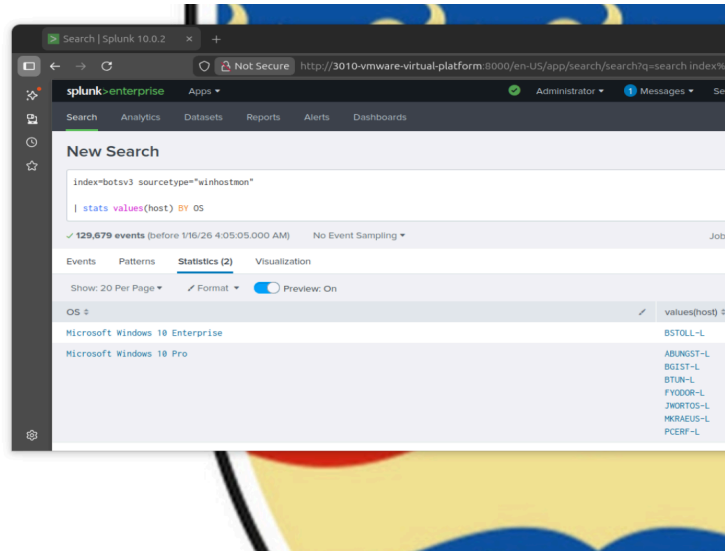 Search | Splunk 10.0.2
Not Secure http://3010-vmware-virtual-platform:8000/en-US/app/search/search?q=search index%
splunk>enterprise Apps Administrator 1 Messages Se
Search Analytics Datasets Reports Alerts Dashboards
New Search
index=botsv3 sourcetype="winhostmon"
| stats values(host) BY OS
129,679 events (before 1/16/26 4:05:05.000 AM) No Event Sampling Job
Events Patterns Statistics (2) Visualization
Show: 20 Per Page Format Preview: On
OS values(host)
Microsoft Windows 10 Enterprise BSTOLL-L
Microsoft Windows 10 Pro ABUNGST-L
BGIST-L
BTUN-L
FYODOR-L
JWORTOS-L
MKRAEUS-L
PCERF-L